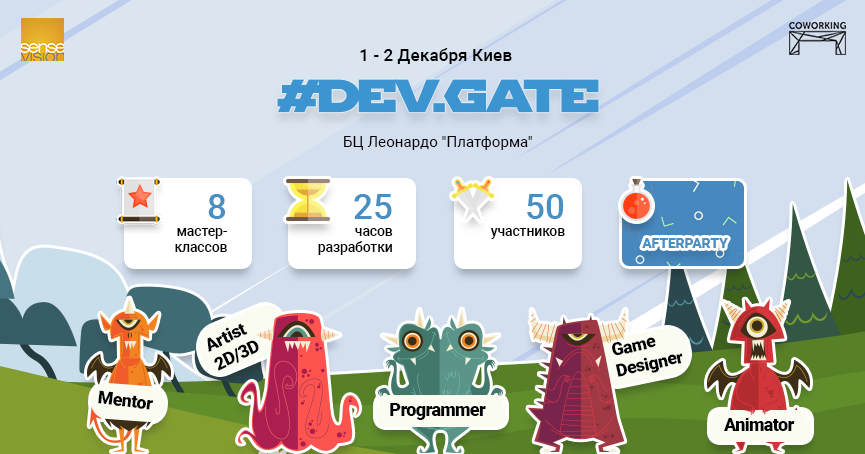 sense
vision
COWORKING
1 - 2 Декабря Киев
#DEV.GATE
БЦ Леонардо "Платформа"
8
мастер-
классов
25
часов
разработки
50
участников
AFTERPARTY
Mentor
Artist
2D/3D
Programmer
Game
Designer
Animator